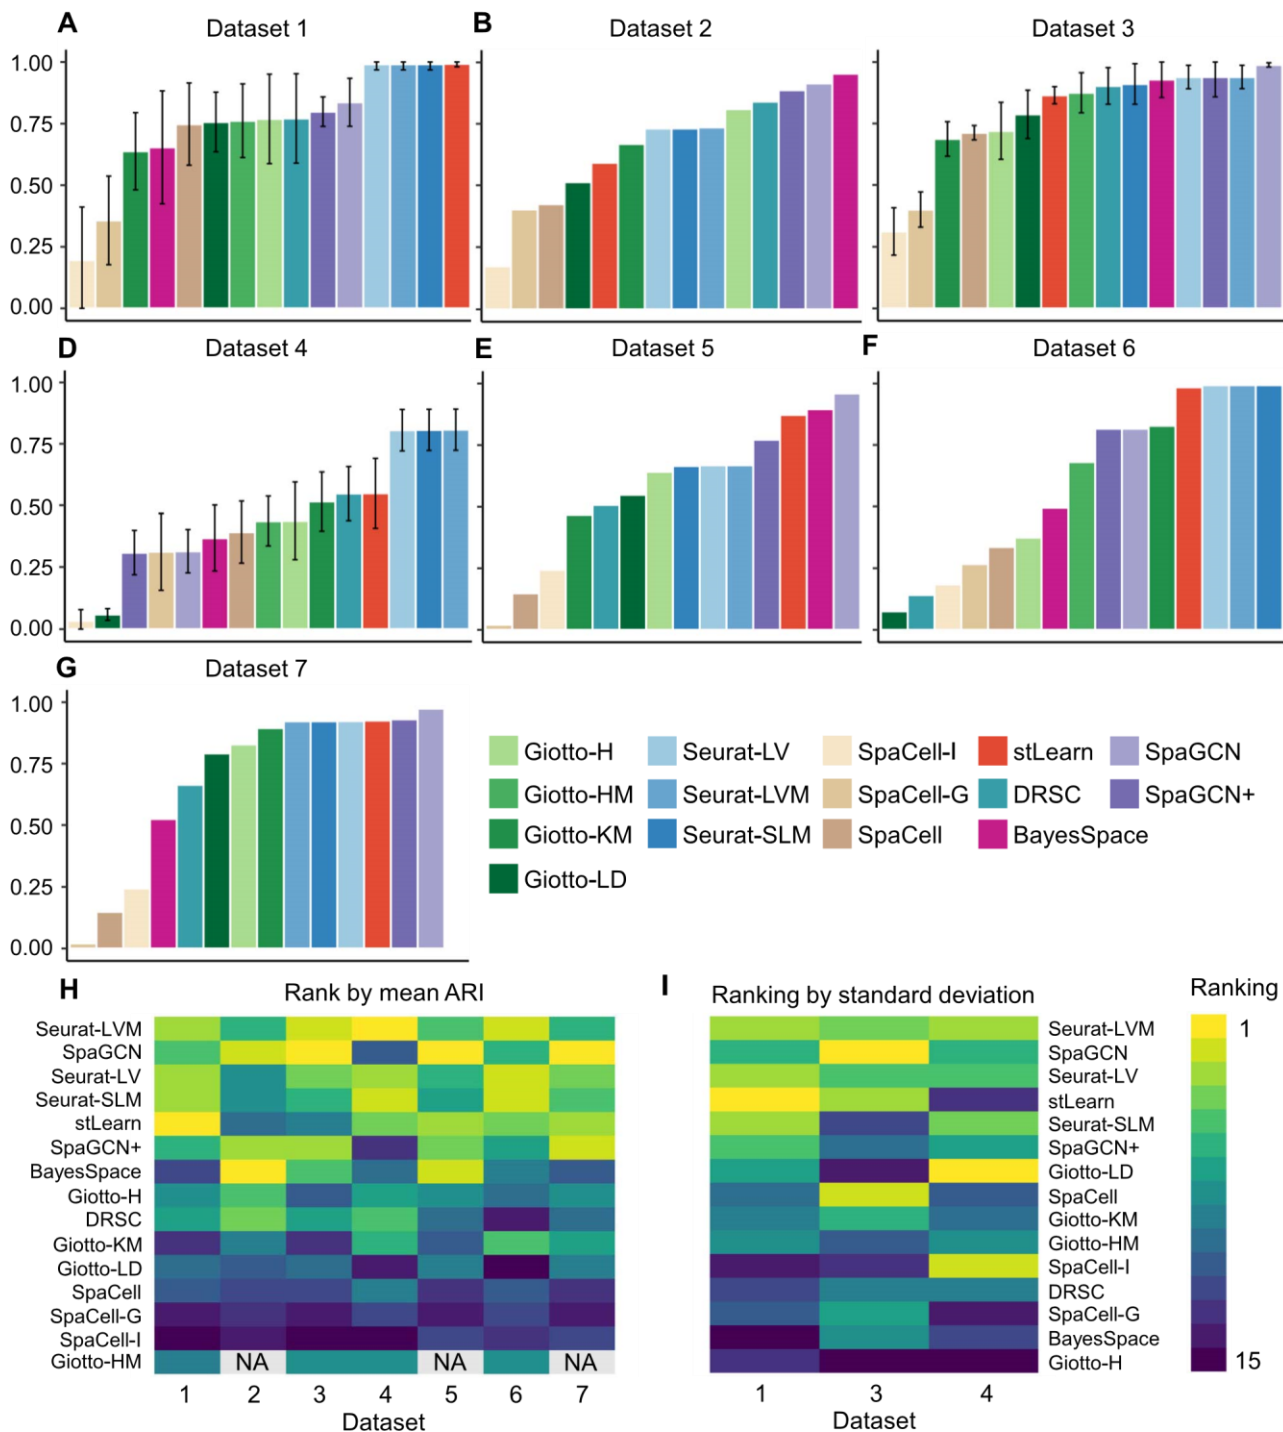 A
Dataset 1
B
Dataset 2
Dataset 3
1.00
0.75
0.50
0.25
0.00
D
Dataset 4
E
Dataset 5
F
Dataset 6
1.00
0.75
0.50
0.25
0.00
G
Dataset 7
1.00
0.75
0.50
0.25
0.00
Giotto-H
Seurat-LV
SpaCell-I
stLearn
SpaGCN
Giotto-HM
Seurat-LVM
SpaCell-G
DRSC
SpaGCN+
Giotto-KM
Seurat-SLM
SpaCell
BayesSpace
Giotto-LD
H
Rank by mean ARI
Seurat-LVM
SpaGCN
Seurat-LV
Seurat-SLM
stLearn
SpaGCN+
BayesSpace
Giotto-H
DRSC
Giotto-KM
Giotto-LD
SpaCell
SpaCell-G
SpaCell-I
Giotto-HM
NA NA NA
1 2 3 4 5 6 7
Dataset
I
Ranking by standard deviation
Seurat-LVM
SpaGCN
Seurat-LV
stLearn
Seurat-SLM
SpaGCN+
Giotto-LD
SpaCell
Giotto-KM
Giotto-HM
SpaCell-I
DRSC
SpaCell-G
BayesSpace
Giotto-H
1 3 4
Dataset
Ranking
1
15